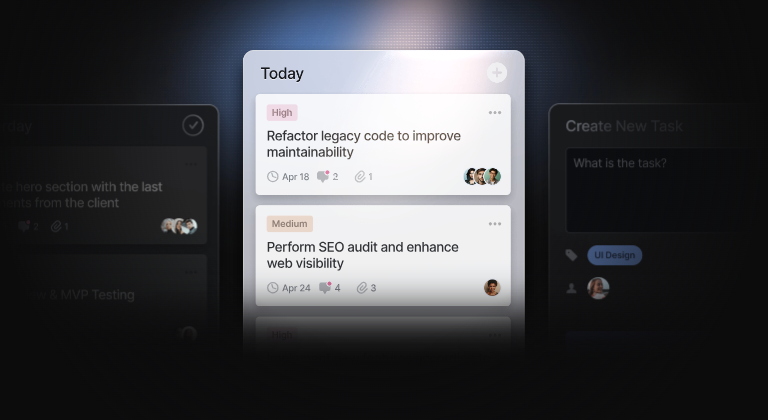 Today
High
Refactor legacy code to improve
maintainability
Apr 18 2 1
Medium
Perform SEO audit and enhance
web visibility
Apr 24 4 3
High
hero section with the last
from the client
2 1
& MVP Testing
Create New Task
What is the task?
UI Design